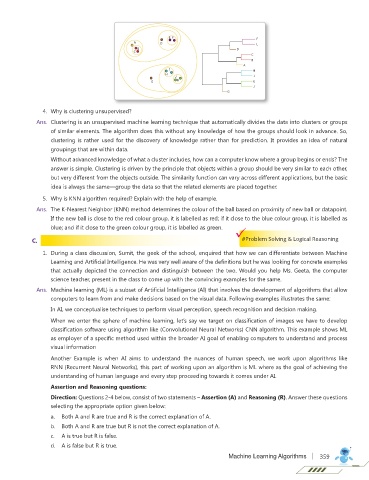 4. Why is clustering unsupervised?
Ans. Clustering is an unsupervised machine learning technique that automatically divides the data into clusters or groups
of similar elements. The algorithm does this without any knowledge of how the groups should look in advance. So,
clustering is rather used for the discovery of knowledge rather than for prediction. It provides an idea of natural
groupings that are within data.
Without advanced knowledge of what a cluster includes, how can a computer know where a group begins or ends? The
answer is simple. Clustering is driven by the principle that objects within a group should be very similar to each other,
but very different from the objects outside. The similarity function can vary across different applications, but the basic
idea is always the same—group the data so that the related elements are placed together.
5. Why is KNN algorithm required? Explain with the help of example.
Ans. The K-Nearest Neighbor (KNN) method determines the colour of the ball based on proximity of new ball or datapoint.
If the new ball is close to the red colour group, it is labelled as red; if it close to the blue colour group, it is labelled as
blue; and if it close to the green colour group, it is labelled as green.
C. #Problem Solving & Logical Reasoning
1. During a class discussion, Sumit, the geek of the school, enquired that how we can differentiate between Machine
Learning and Artificial Intelligence. He was very well aware of the definitions but he was looking for concrete examples
that actually depicted the connection and distinguish between the two. Would you help Ms. Geeta, the computer
science teacher, present in the class to come up with the convincing examples for the same.
Ans. Machine learning (ML) is a subset of Artificial Intelligence (AI) that involves the development of algorithms that allow
computers to learn from and make decisions based on the visual data. Following examples illustrates the same.
In AI, we conceptualise techniques to perform visual perception, speech recognition and decision making.
When we enter the sphere of machine learning, let's say we target on classification of images we have to develop
classification software using algorithm like (Convolutional Neural Networks) CNN algorithm. This example shows ML
as employer of a specific method used within the broader AI goal of enabling computers to understand and process
visual information
Another Example is when AI aims to understand the nuances of human speech, we work upon algorithms like
RNN (Recurrent Neural Networks), this part of working upon an algorithm is ML where as the goal of achieving the
understanding of human language and every step proceeding towards it comes under AI.
Assertion and Reasoning questions:
Direction: Questions 2-4 below, consist of two statements – Assertion (A) and Reasoning (R). Answer these questions
selecting the appropriate option given below:
a. Both A and R are true and R is the correct explanation of A.
b. Both A and R are true but R is not the correct explanation of A.
c. A is true but R is false.
d. A is false but R is true.
Machine Learning Algorithms | 359